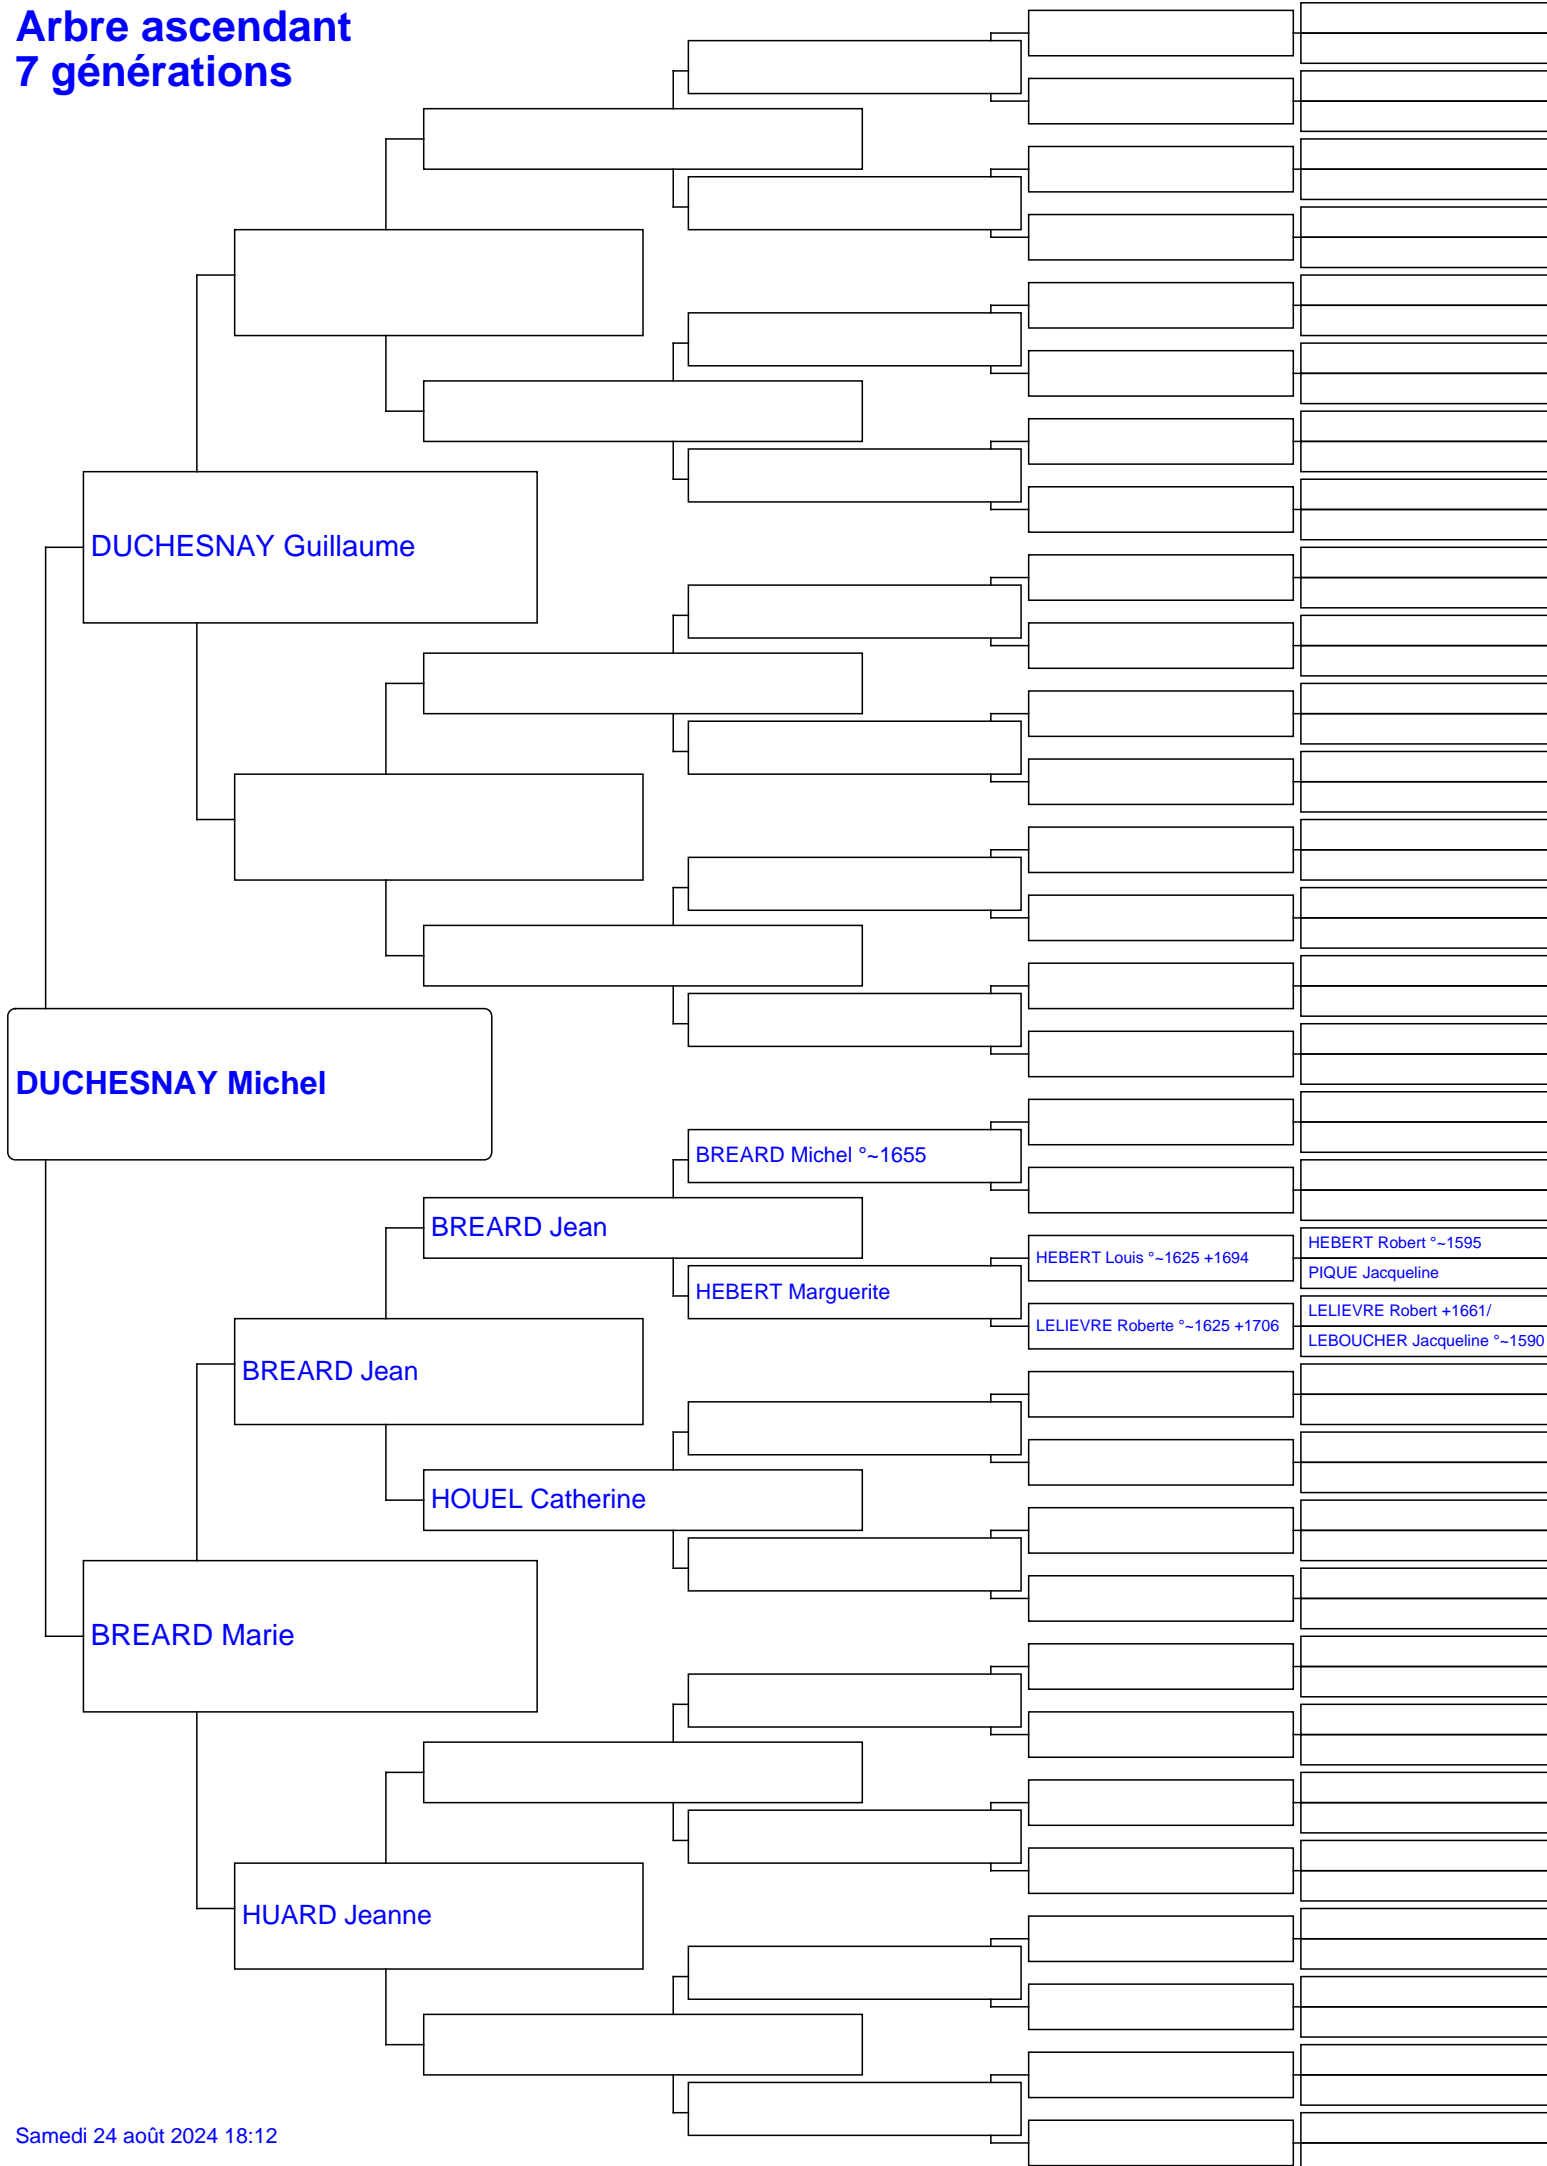 Arbre ascendant
7 générations
DUCHESNAY Guillaume
DUCHESNAY Michel
BREARD Michel °~1655
BREARD Jean
HEBERT Louis °~1625 +1694
HEBERT Robert °~1595
PIQUE Jacqueline
HEBERT Marguerite
LELIEVRE Roberte °~1625 +1706
LELIEVRE Robert +1661/
LEBOUCHER Jacqueline °~1590
BREARD Jean
HOUEL Catherine
BREARD Marie
HUARD Jeanne
Samedi 24 août 2024 18:12